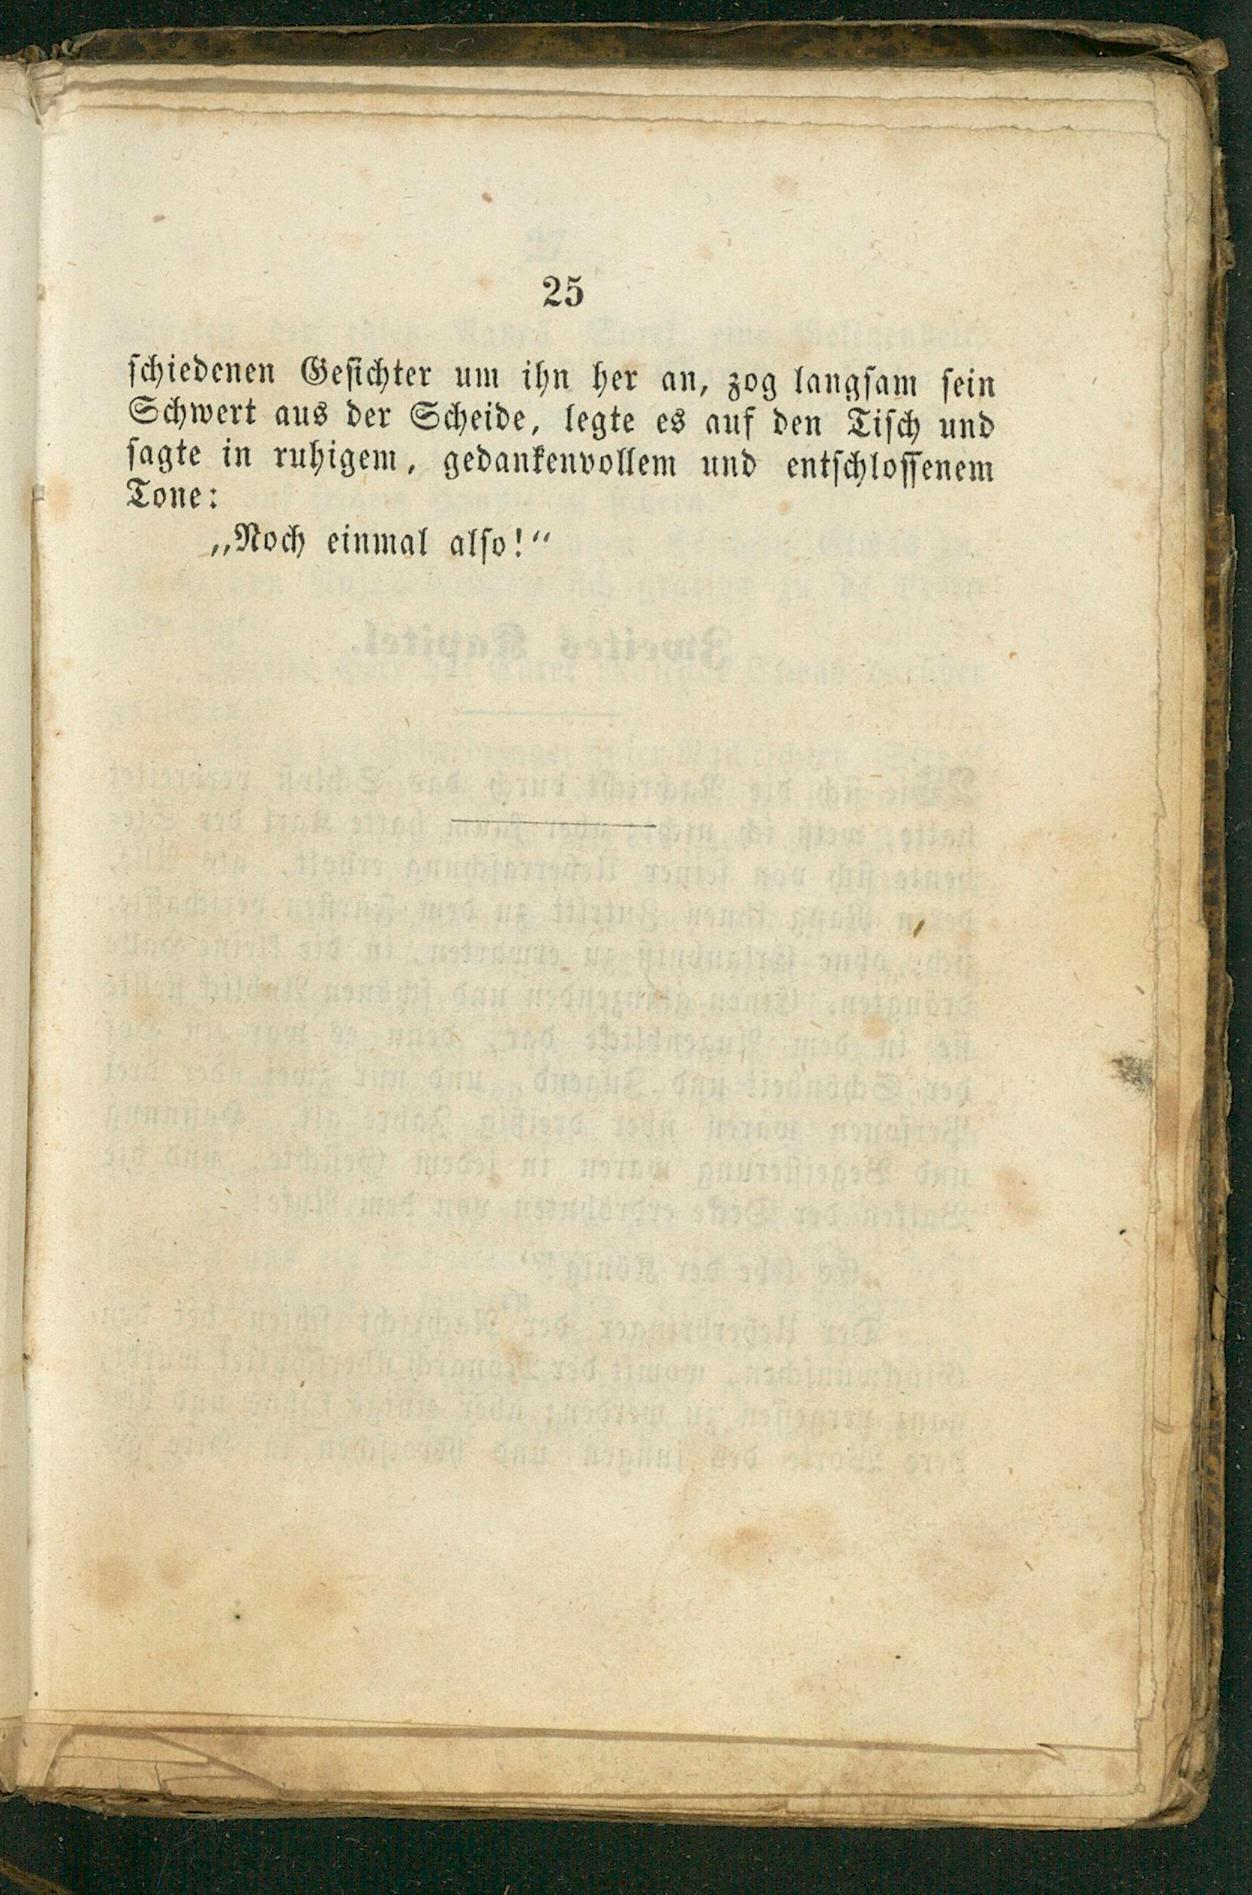 25
schiedenen Gesichter um ihn her an, zog langsam sein
Schwert aus der Scheide, legte es auf den Tisch und
sagte in ruhigem, gedankenvollem und entschlossenem
Tone:
„Noch einmal also!“